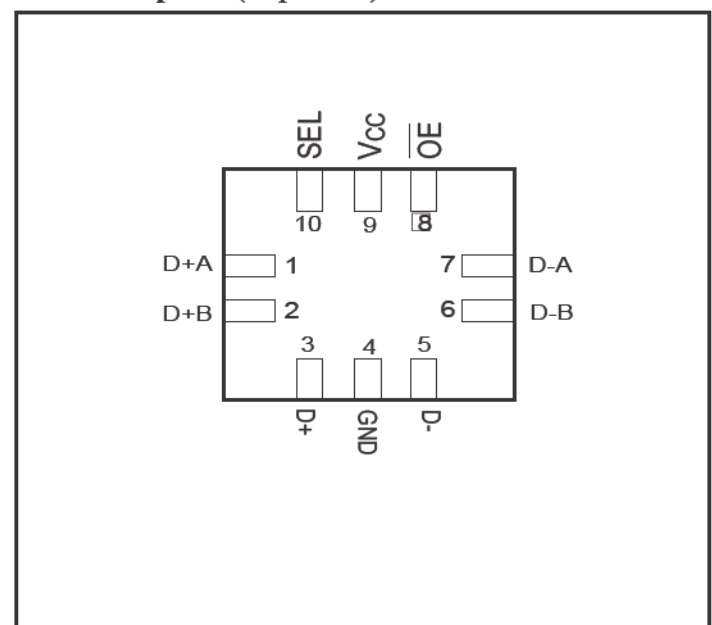 SEL VCC OE
10 9 8
D+A 1 7 D-A
D+B 2 6 D-B
3 4 5
D+ GND D-